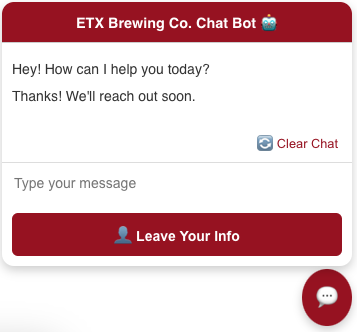 ETX Brewing Co. Chat Bot 🤖
Hey! How can I help you today?
Thanks! We'll reach out soon.
🔄 Clear Chat
Type your message
👤 Leave Your Info